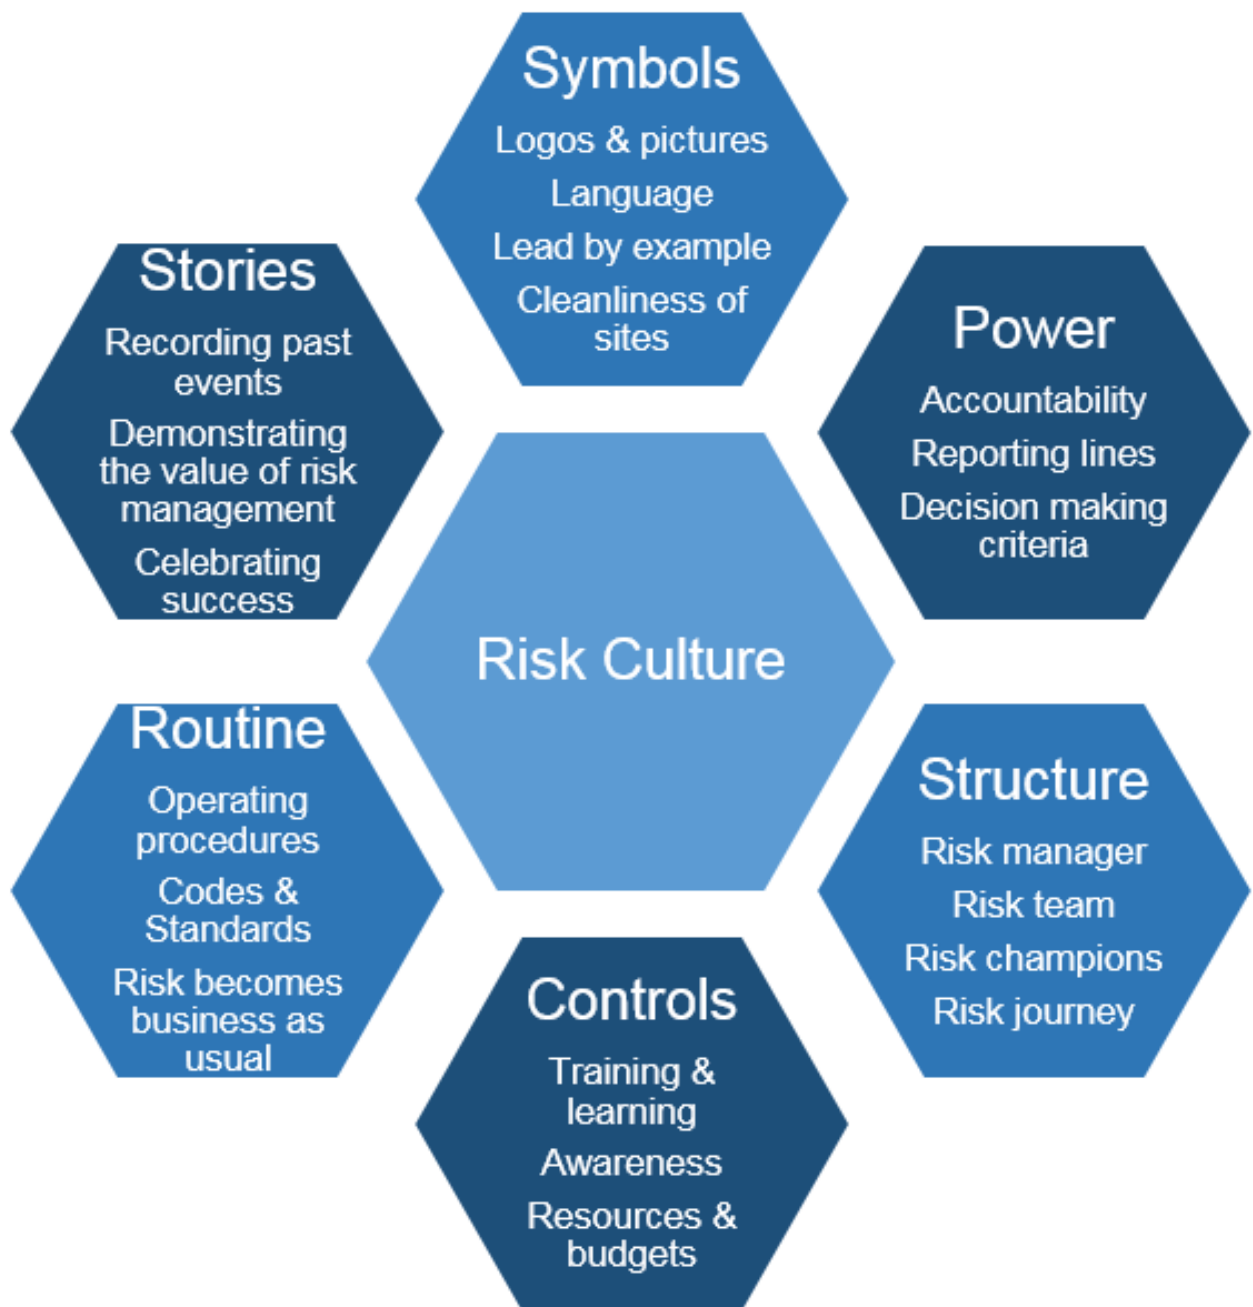 Symbols
Logos & pictures
Language
Lead by example
Cleanliness of
sites
Stories
Recording past
events
Demonstrating
the value of risk
management
Celebrating
success
Power
Accountability
Reporting lines
Decision making
criteria
Risk Culture
Routine
Operating
procedures
Codes &
Standards
Risk becomes
business as
usual
Structure
Risk manager
Risk team
Risk champions
Risk journey
Controls
Training &
learning
Awareness
Resources &
budgets